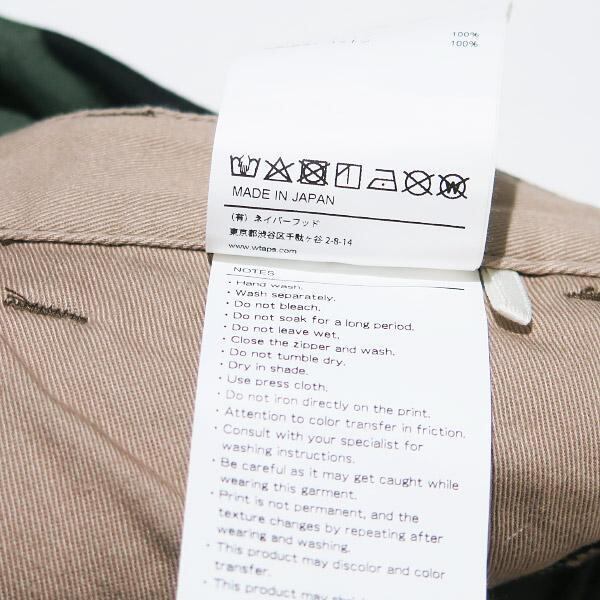 100%
100%
W
MADE IN JAPAN
(有) ネイバーフッド
東京都渋谷区千駄ヶ谷 2-8-14
www.wtaps.com
NOTES
・Hand wash.
・Wash separately.
・Do not bleach.
・Do not soak for a long period.
・Do not leave wet.
・Close the zipper and wash.
・Do not tumble dry.
・Dry in shade.
・Use press cloth.
・Do not iron directly on the print.
・Attention to color transfer in friction.
・Consult with your specialist for
washing instructions.
・Be careful as it may get caught while
wearing this garment.
・Print is not permanent, and the
texture changes by repeating after
wearing and washing.
・This product may discolor and color
transfer.
・This product may